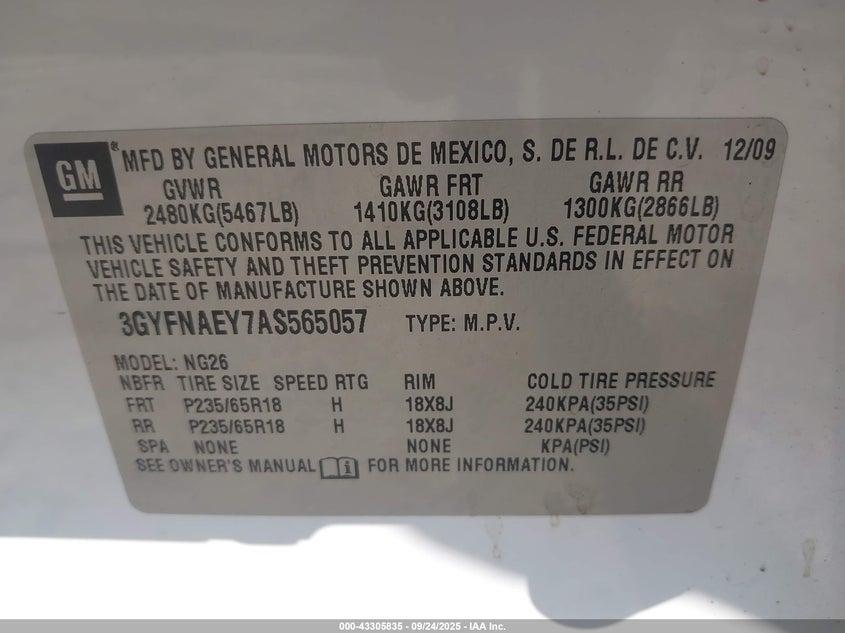 GM® MFD BY GENERAL MOTORS DE MEXICO, S. DE R.L. DE C.V. 12/09
GVWR GAWR FRT GAWR RR
2480KG(5467LB) 1410KG(3108LB) 1300KG(2866LB)
THIS VEHICLE CONFORMS TO ALL APPLICABLE U.S. FEDERAL MOTOR
VEHICLE SAFETY AND THEFT PREVENTION STANDARDS IN EFFECT ON
THE DATE OF MANUFACTURE SHOWN ABOVE.
3GYFNAEY7AS565057 TYPE: M.P.V.
MODEL: NG26
NBFR TIRE SIZE SPEED RTG RIM COLD TIRE PRESSURE
FRT P235/65R18 H 18X8J 240KPA(35PSI)
RR P235/65R18 H 18X8J 240KPA(35PSI)
SPA NONE NONE KPA(PSI)
SEE OWNER'S MANUAL FOR MORE INFORMATION.
000-43305835 - 09/24/2025 - IAA Inc.